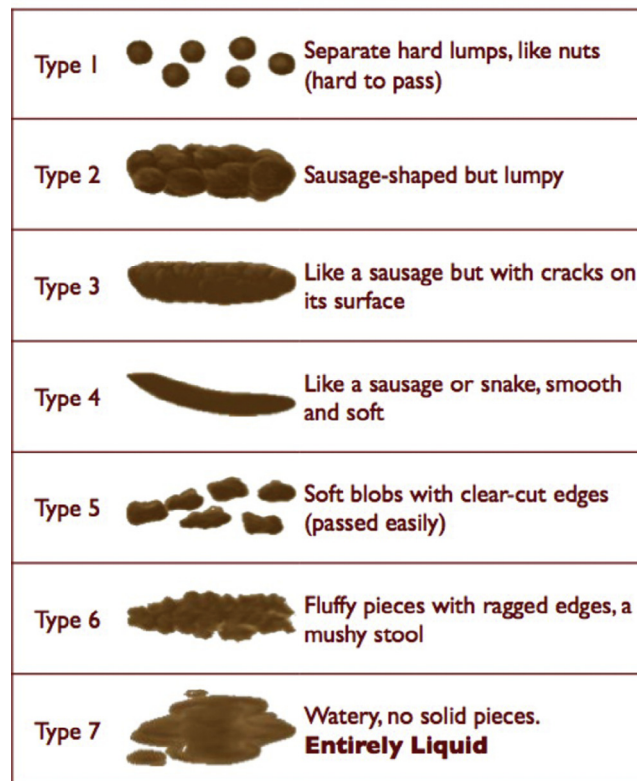 Type 1
Separate hard lumps, like nuts
(hard to pass)
Type 2
Sausage-shaped but lumpy
Type 3
Like a sausage but with cracks on
its surface
Type 4
Like a sausage or snake, smooth
and soft
Type 5
Soft blobs with clear-cut edges
(passed easily)
Type 6
Fluffy pieces with ragged edges, a
mushy stool
Type 7
Watery, no solid pieces.
Entirely Liquid